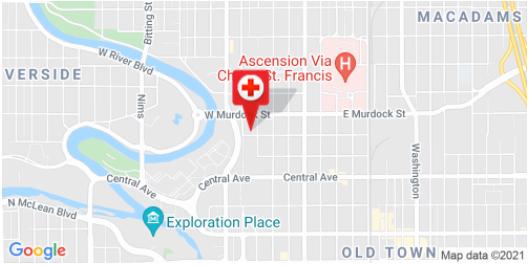 MACADAMS
Bitting St
W River Blvd
Ascension Via
Ch St. Francis
VERSIDE
Nims
W Murdock St
E Murdock St
Washington
Central Ave
Central Ave
Central Ave
N McLean Blvd
Exploration Place
OLD TOWN
Google
Map data ©2021